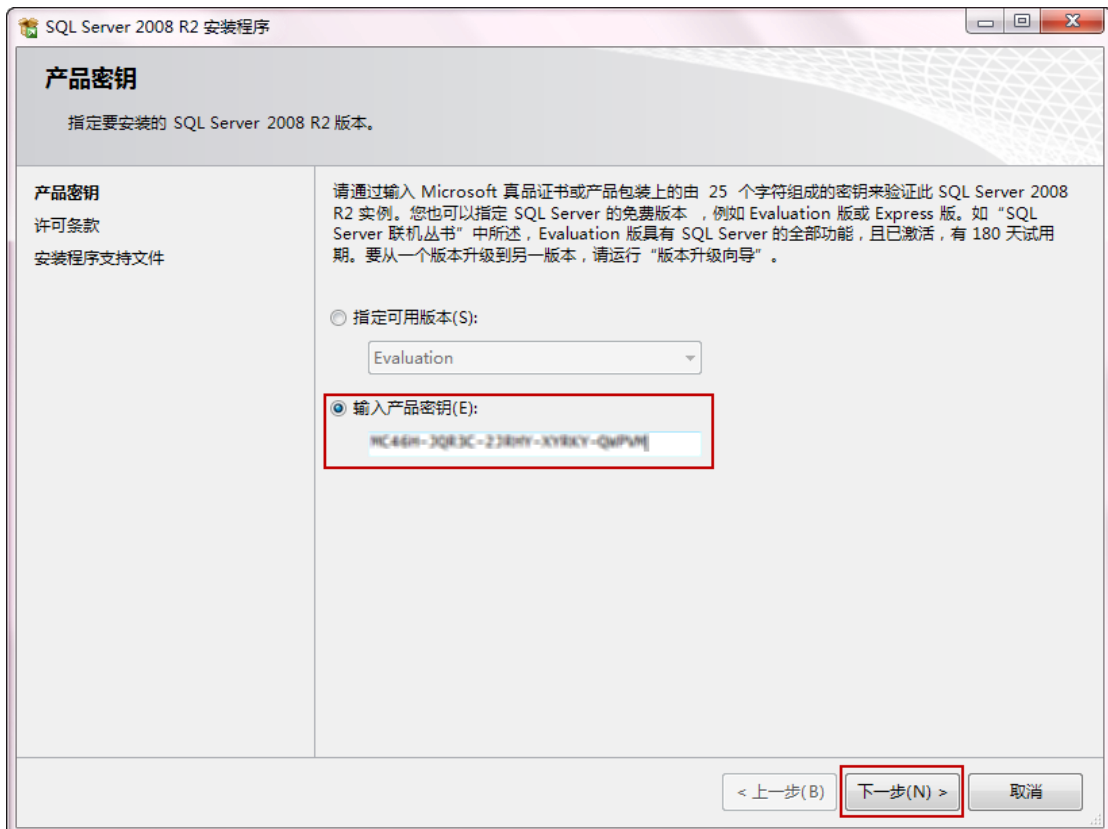 SQL Server 2008 R2 安装程序
产品密钥
指定要安装的 SQL Server 2008 R2 版本。
产品密钥
许可条款
安装程序支持文件
请通过输入 Microsoft 真品证书或产品包装上的由 25 个字符组成的密钥来验证此 SQL Server 2008
R2 实例。您也可以指定 SQL Server 的免费版本 ，例如 Evaluation 版或 Express 版。如“SQL
Server 联机丛书”中所述，Evaluation 版具有 SQL Server 的全部功能，且已激活，有 180 天试用
期。要从一个版本升级到另一版本，请运行“版本升级向导”。
指定可用版本(S):
Evaluation
输入产品密钥(E):
< 上一步(B)
下一步(N) >
取消